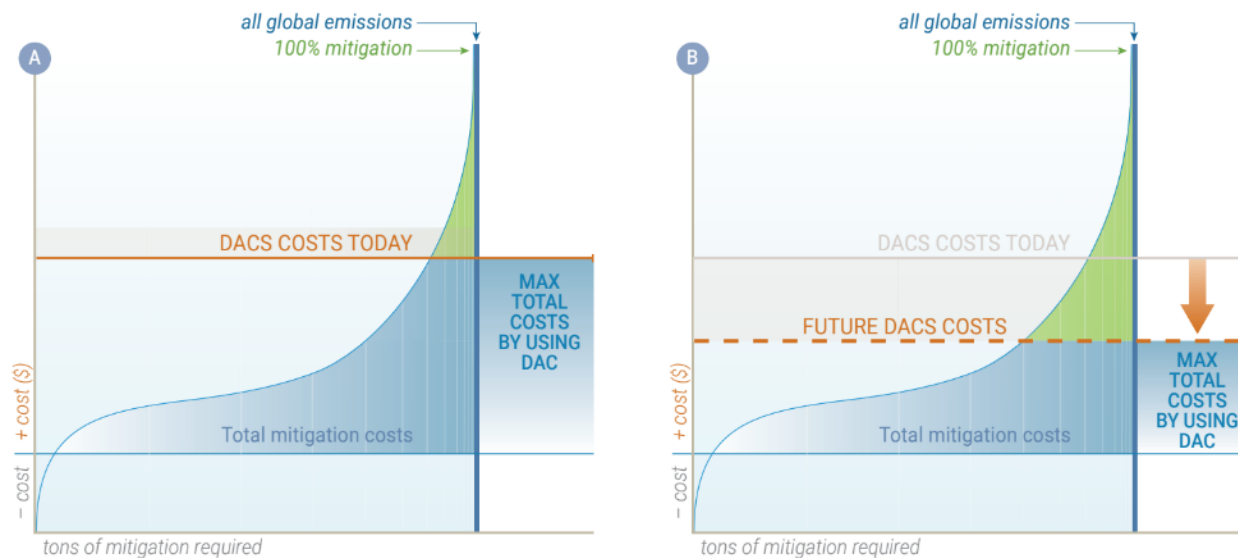 all global emissions
100% mitigation
A
DACS COSTS TODAY
MAX
TOTAL
COSTS
BY USING
DAC
+ cost ($)
Total mitigation costs
– cost
tons of mitigation required
all global emissions
100% mitigation
B
DACS COSTS TODAY
FUTURE DACS COSTS
MAX
TOTAL
COSTS
BY USING
DAC
+ cost ($)
Total mitigation costs
– cost
tons of mitigation required